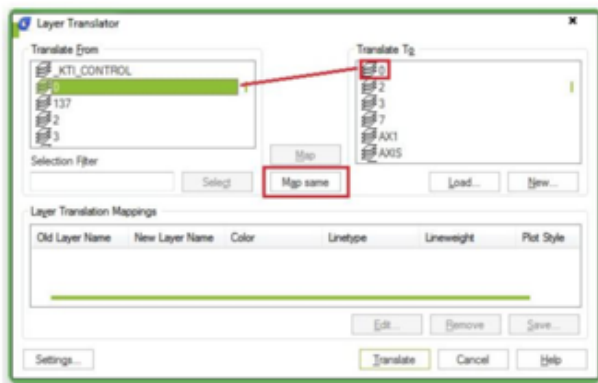 Layer Translator
Translate From
_KTI_CONTROL
0
137
2
3
Translate To
0
2
3
7
AX1
AXIS
Selection Filter
Select
Map
Map same
Load...
New...
Layer Translation Mappings
Old Layer Name New Layer Name Color Linetype Lineweight Plot Style
Edit...
Remove
Save...
Settings...
Translate
Cancel
Help